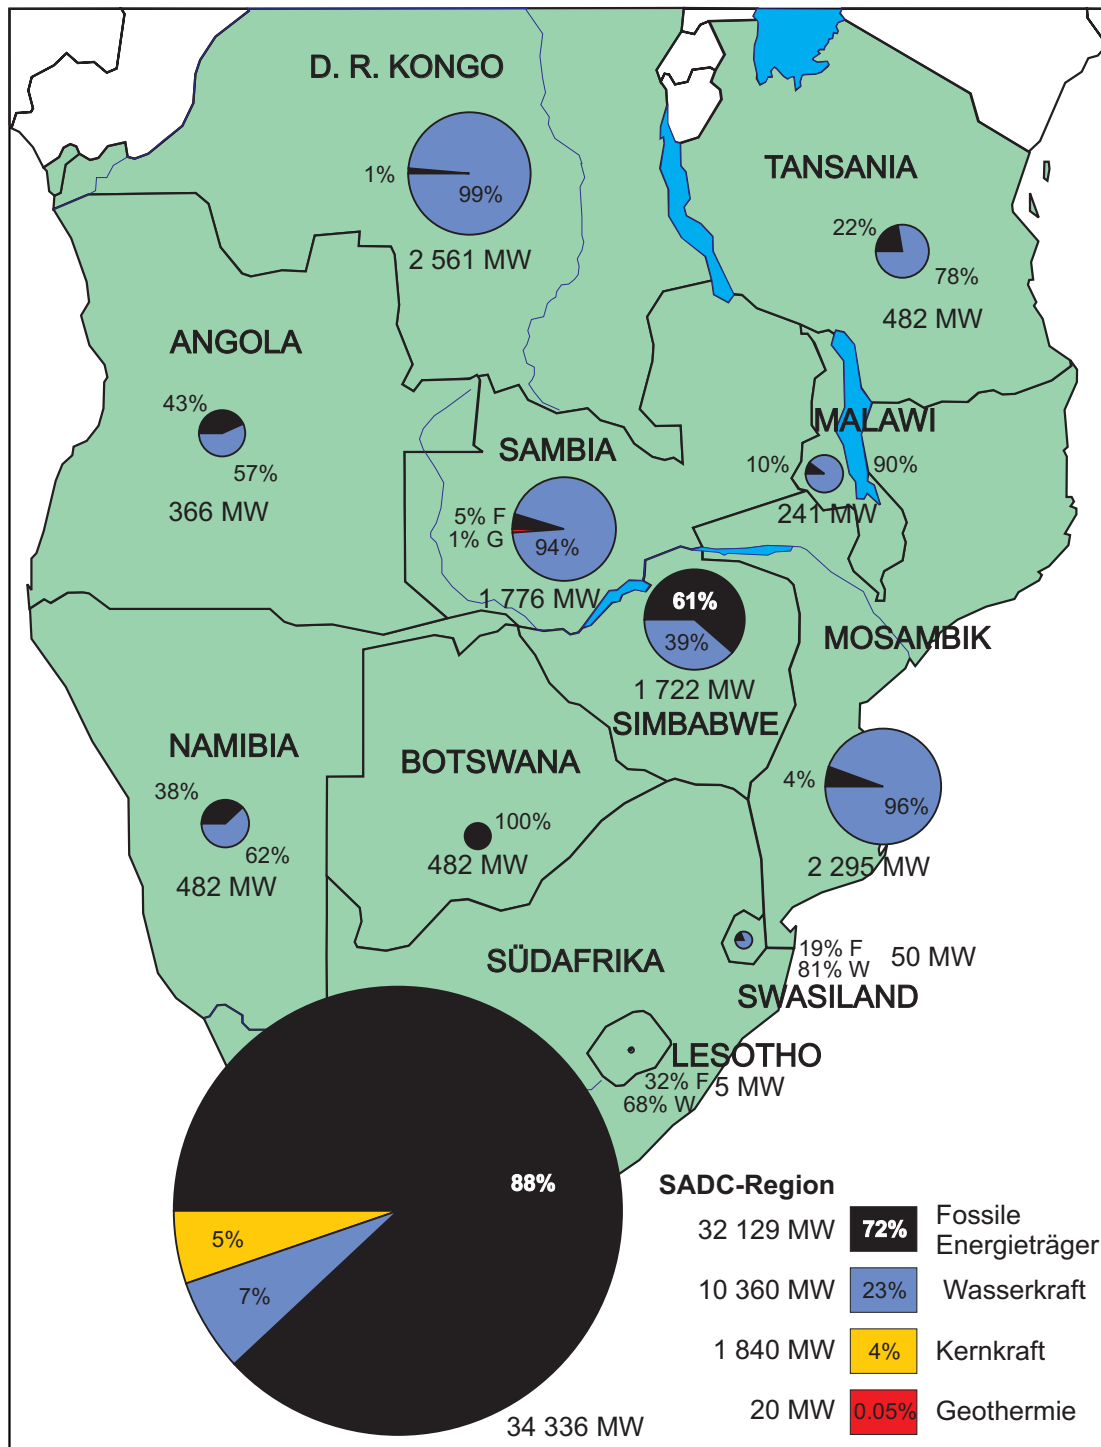 D. R. KONGO
1%
99%
2 561 MW
TANSANIA
22%
78%
482 MW
ANGOLA
43%
57%
366 MW
SAMBIA
5% F
1% G
94%
1 776 MW
MALAWI
10%
90%
241 MW
61%
39%
1 722 MW
SIMBABWE
MOSAMBIK
4%
96%
2 295 MW
NAMIBIA
38%
62%
482 MW
BOTSWANA
100%
482 MW
SÜDAFRIKA
19% F
81% W
50 MW
SWASILAND
LESOTHO
32% F
68% W
5 MW
88%
5%
7%
34 336 MW
SADC-Region
32 129 MW
72%
Fossile
Energieträger
10 360 MW
23%
Wasserkraft
1 840 MW
4%
Kernkraft
20 MW
0.05%
Geothermie